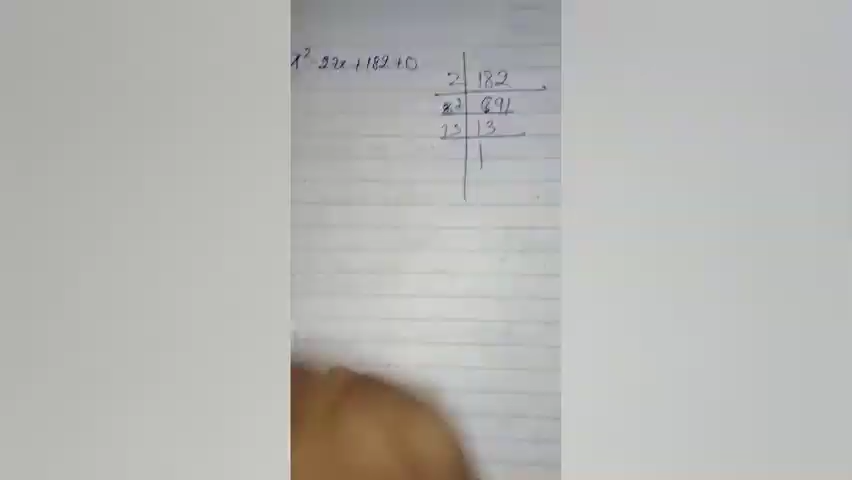 x² 27x + 182 + 0
2 | 182
7 | 91
13 | 13
1